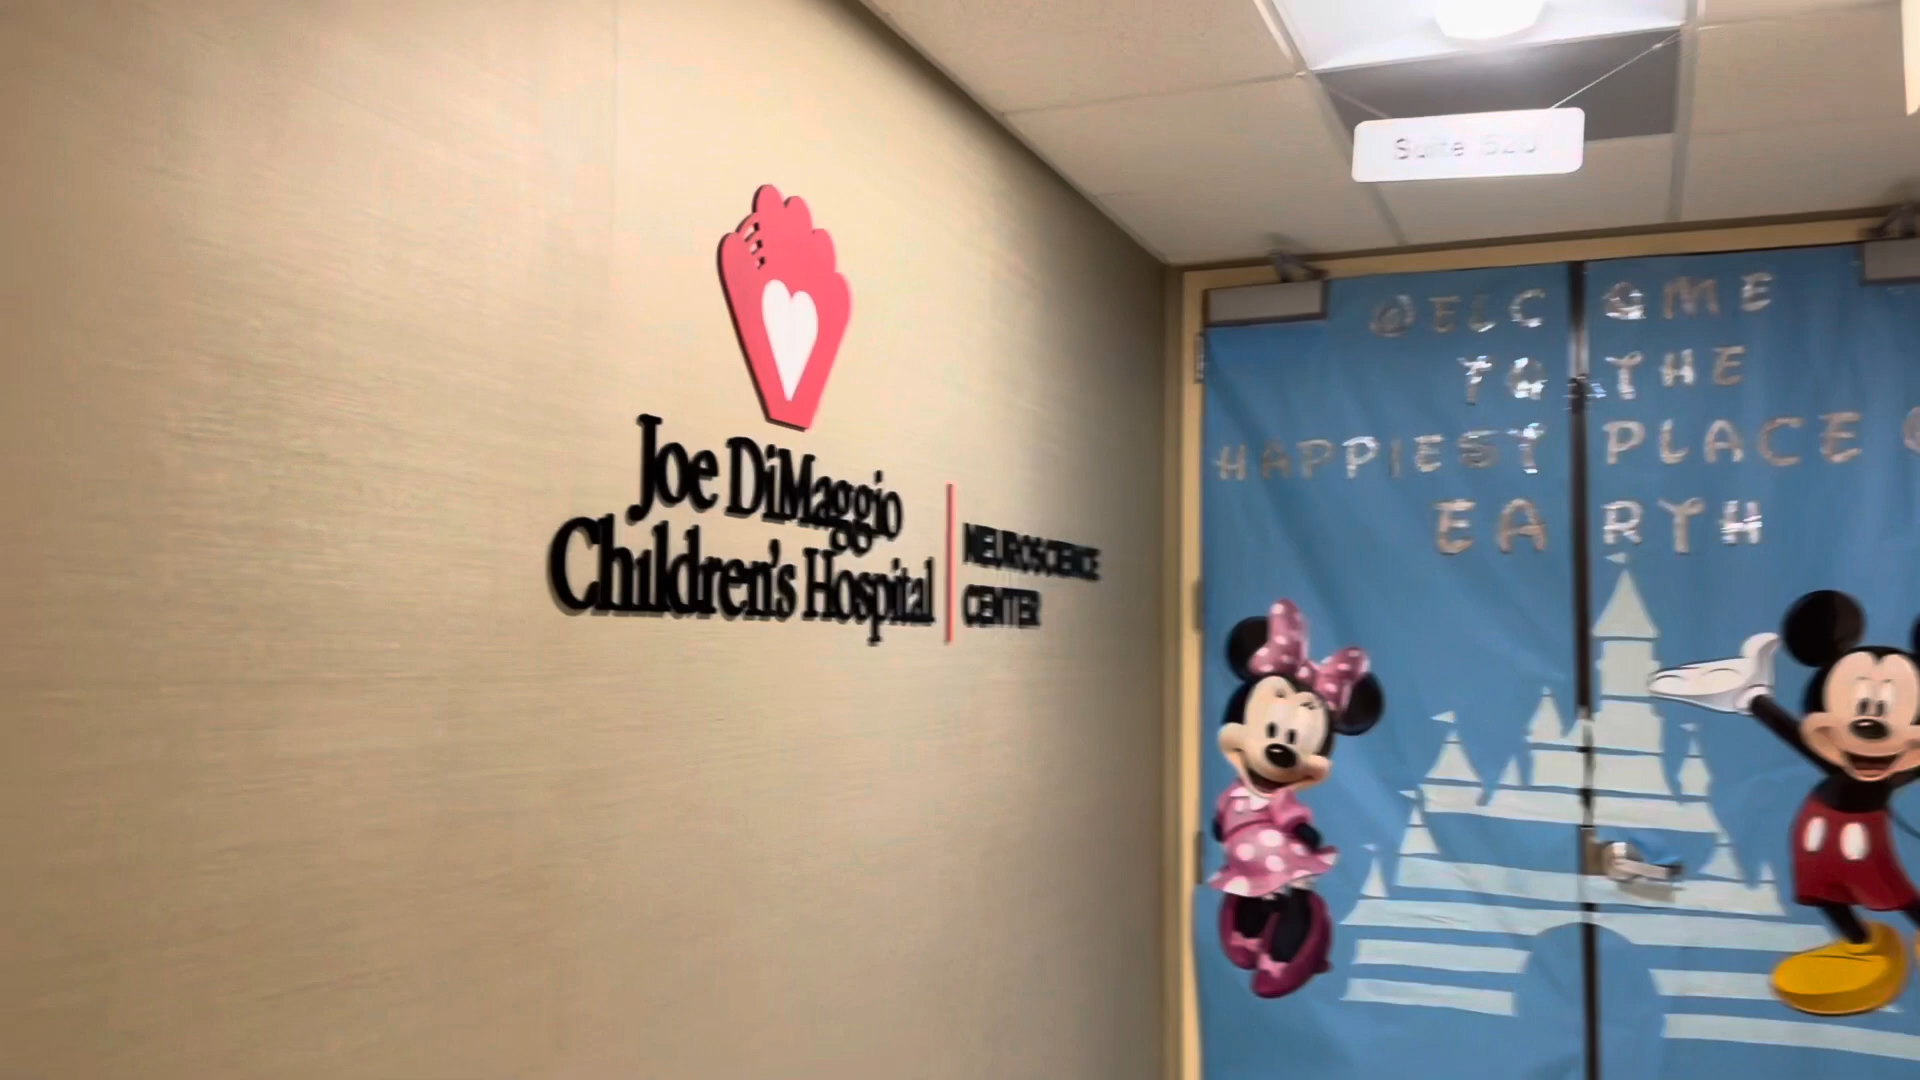 Joe DiMaggio
Children's Hospital
NEUROSCIENCE
CENTER
Suite 520
WELCOME
TO THE
HAPPIEST PLACE
EARTH